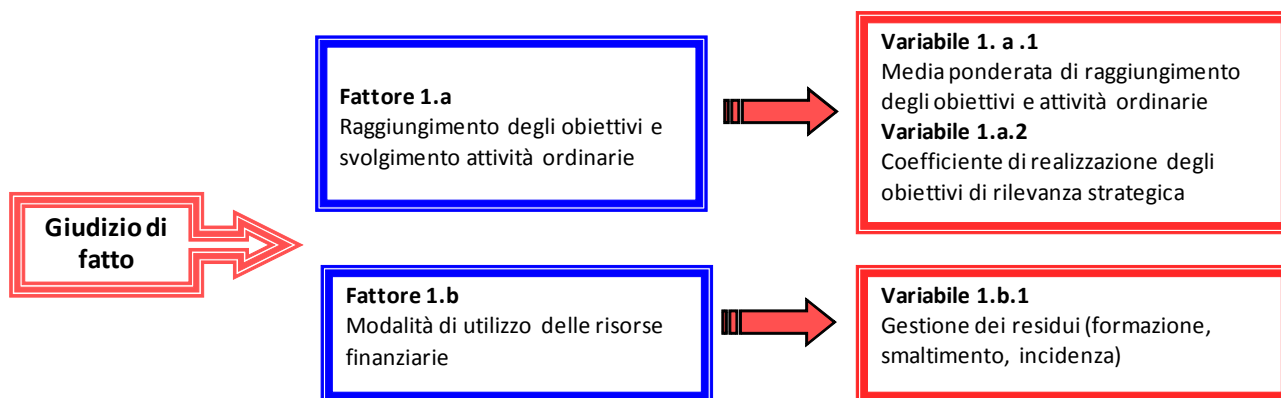 Giudizio di
fatto
Fattore 1.a
Raggiungimento degli obiettivi e
svolgimento attività ordinarie
Variabile 1. a .1
Media ponderata di raggiungimento
degli obiettivi e attività ordinarie
Variabile 1.a.2
Coefficiente di realizzazione degli
obiettivi di rilevanza strategica
Fattore 1.b
Modalità di utilizzo delle risorse
finanziarie
Variabile 1.b.1
Gestione dei residui (formazione,
smaltimento, incidenza)